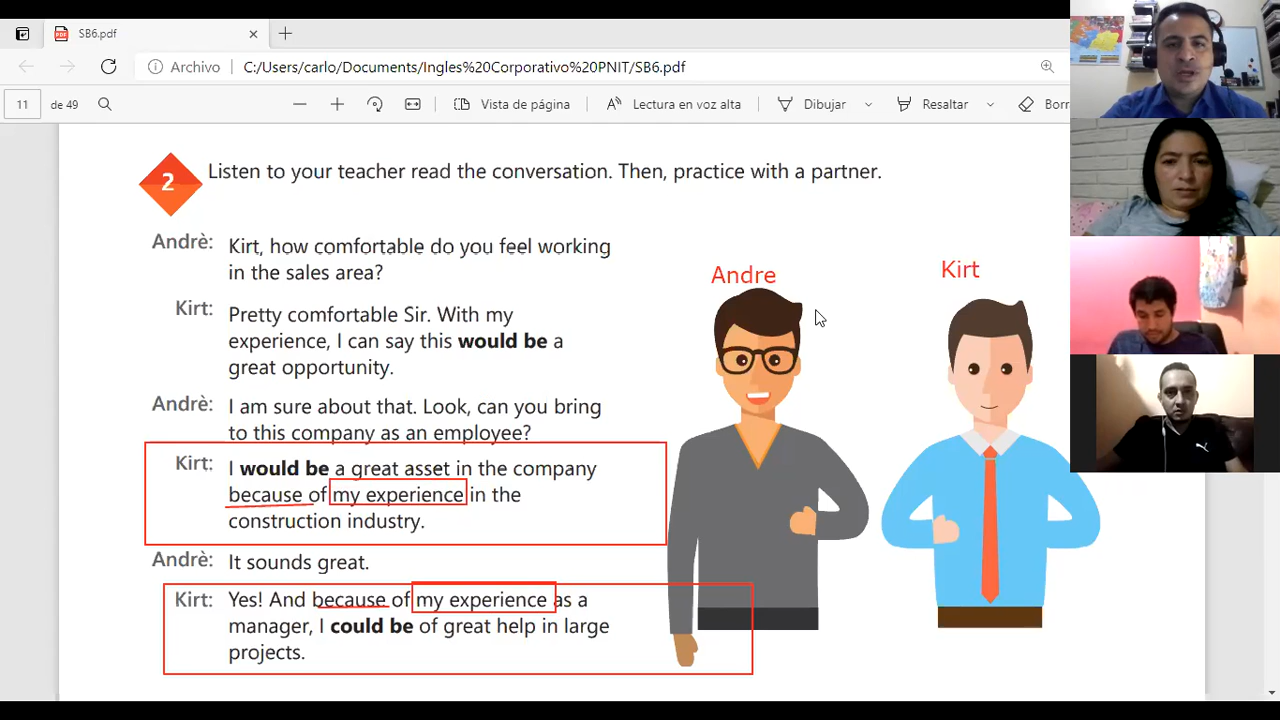 SB6.pdf
Archivo
C:/Users/carlo/Docume
Ingles%20Corporativo%20PNIT/SB6.pdf
11
de 49
Vista de página
Lectura en voz alta
Dibujar
Resaltar
Borr
2
Listen to your teacher read the conversation. Then, practice with a partner.
Andrè: Kirt, how comfortable do you feel working
in the sales area?
Kirt: Pretty comfortable Sir. With my
experience, I can say this would be a
great opportunity.
Andrè: I am sure about that. Look, can you bring
to this company as an employee?
Kirt: I would be a great asset in the company
because of my experience in the
construction industry.
Andrè: It sounds great.
Kirt: Yes! And because of my experience as a
manager, I could be of great help in large
projects.
Andre
Kirt